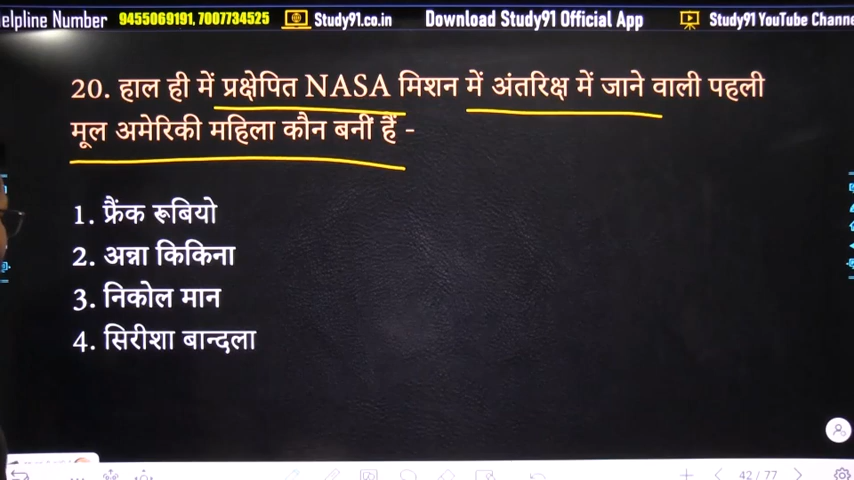 elpline Number 9455069191, 7007734525 Study91.co.in Download Study91 Official App Study91 YouTube Channe
20. हाल ही में प्रक्षेपित NASA मिशन में अंतरिक्ष में जाने वाली पहली
मूल अमेरिकी महिला कौन बनीं हैं -
1. फ्रैंक रूबियो
2. अन्ना किकिना
3. निकोल मान
4. सिरीशा बान्दला
42 / 77